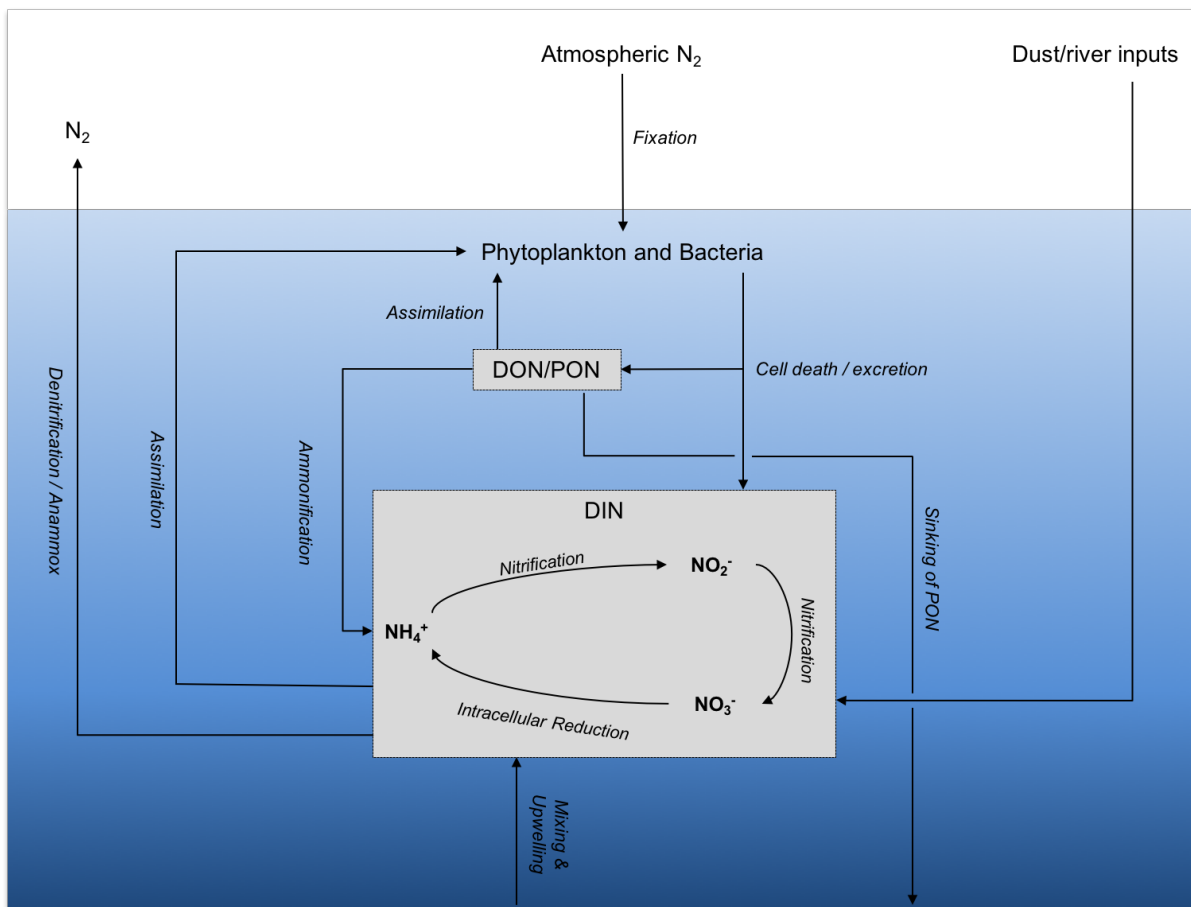 Atmospheric N₂
Dust/river inputs
N₂
Fixation
Phytoplankton and Bacteria
Assimilation
DON/PON
Cell death / excretion
Denitrification / Anammox
Assimilation
Ammonification
Sinking of PON
DIN
Nitrification
NO₂⁻
Nitrification
NH₄⁺
NO₃⁻
Intracellular Reduction
Mixing &
Upwelling